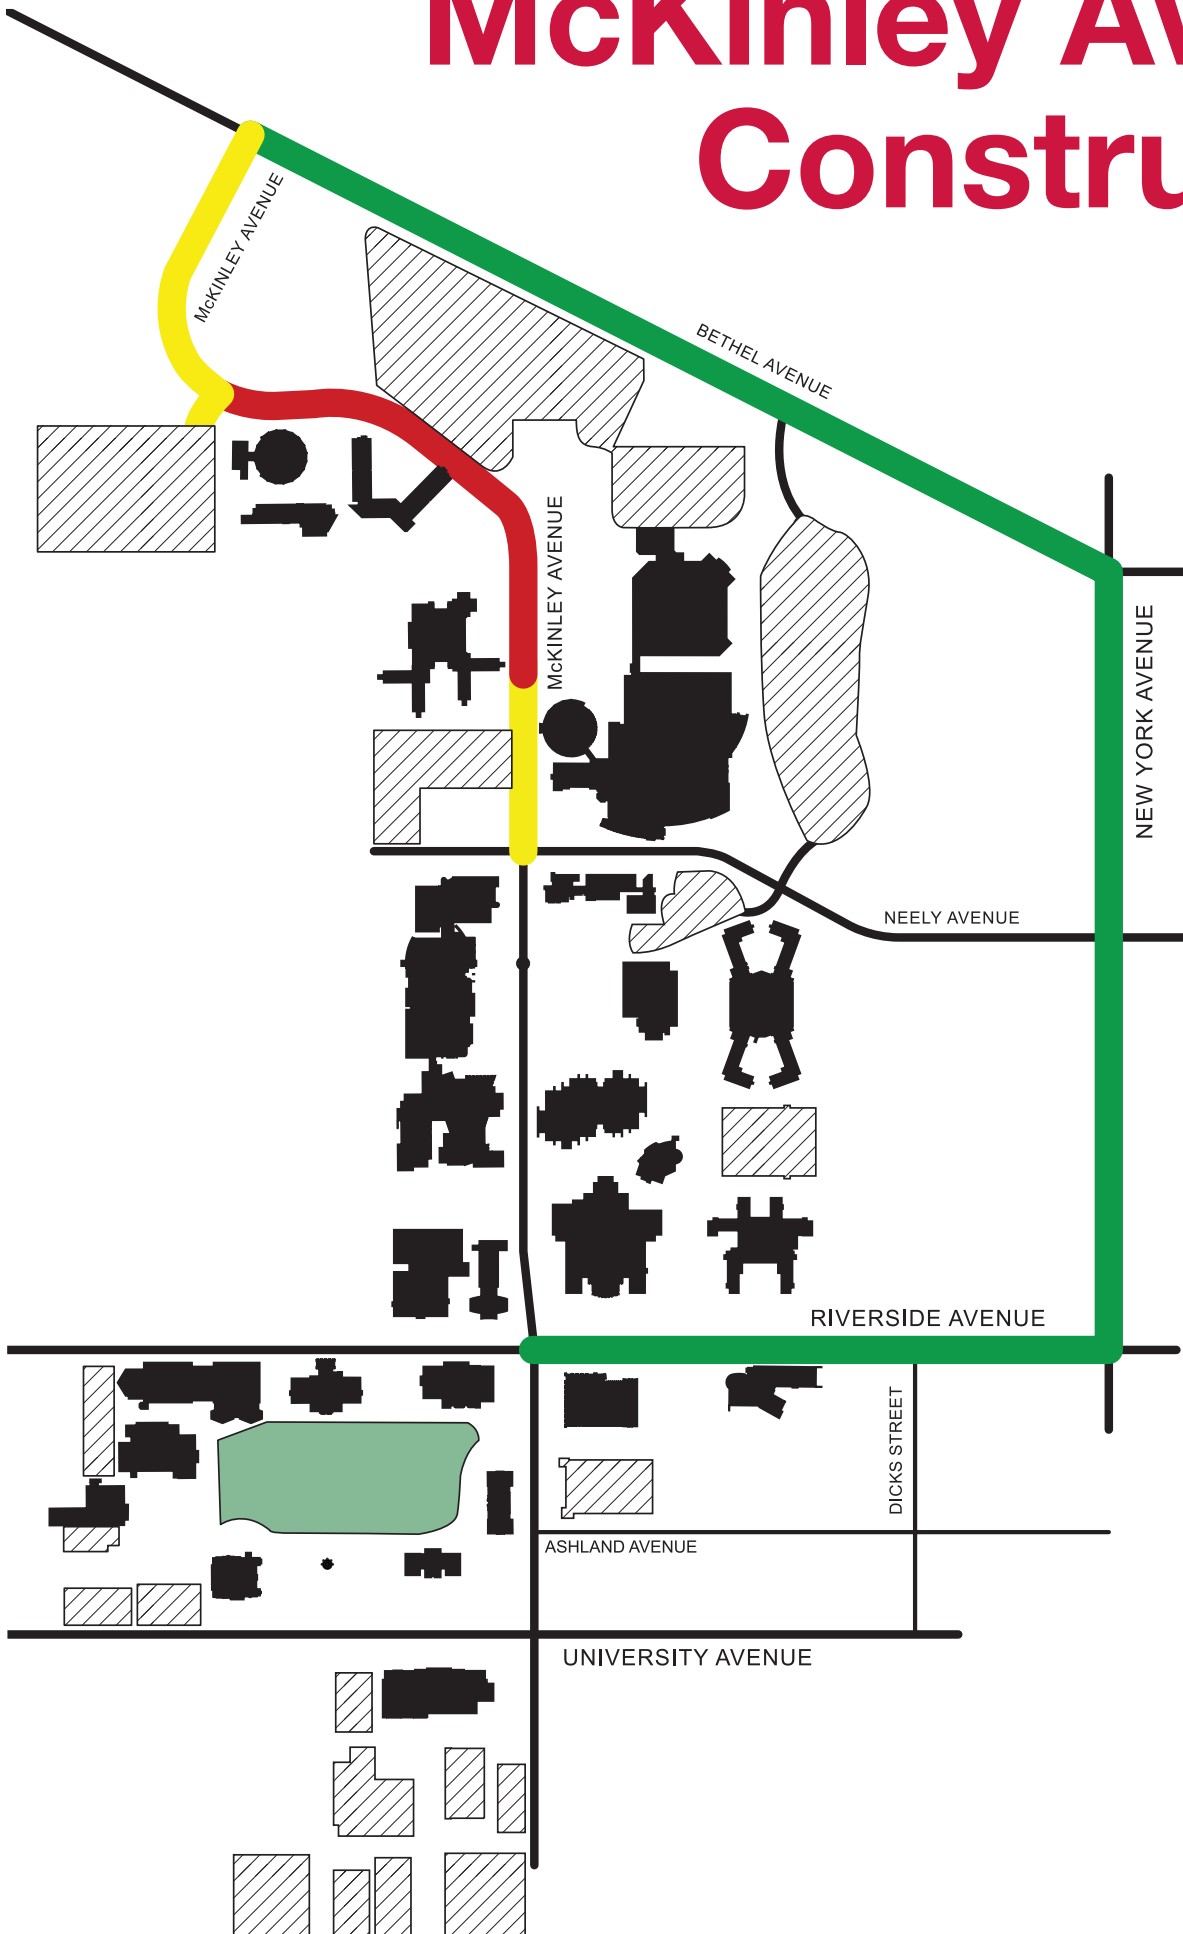 McKinley Av
Constru
McKINLEY AVENUE
BETHEL AVENUE
McKINLEY AVENUE
NEW YORK AVENUE
NEELY AVENUE
RIVERSIDE AVENUE
DICKS STREET
ASHLAND AVENUE
UNIVERSITY AVENUE